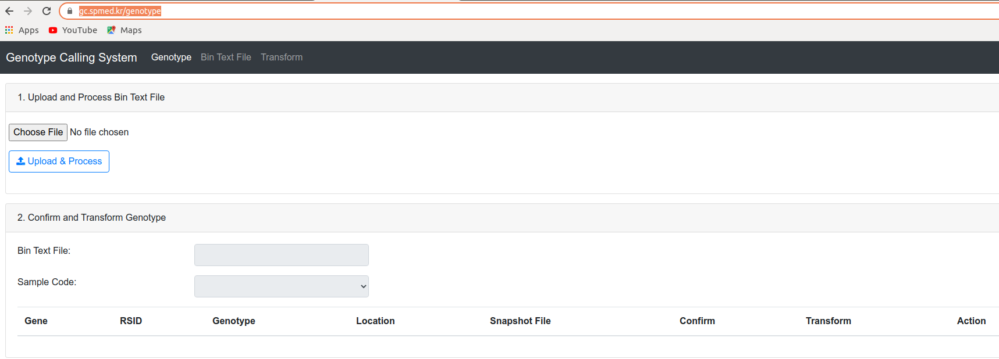 gc.spmed.kr/genotype
Apps YouTube Maps
Genotype Calling System Genotype Bin Text File Transform
1. Upload and Process Bin Text File
Choose File No file chosen
Upload & Process
2. Confirm and Transform Genotype
Bin Text File:
Sample Code:
Gene RSID Genotype Location Snapshot File Confirm Transform Action